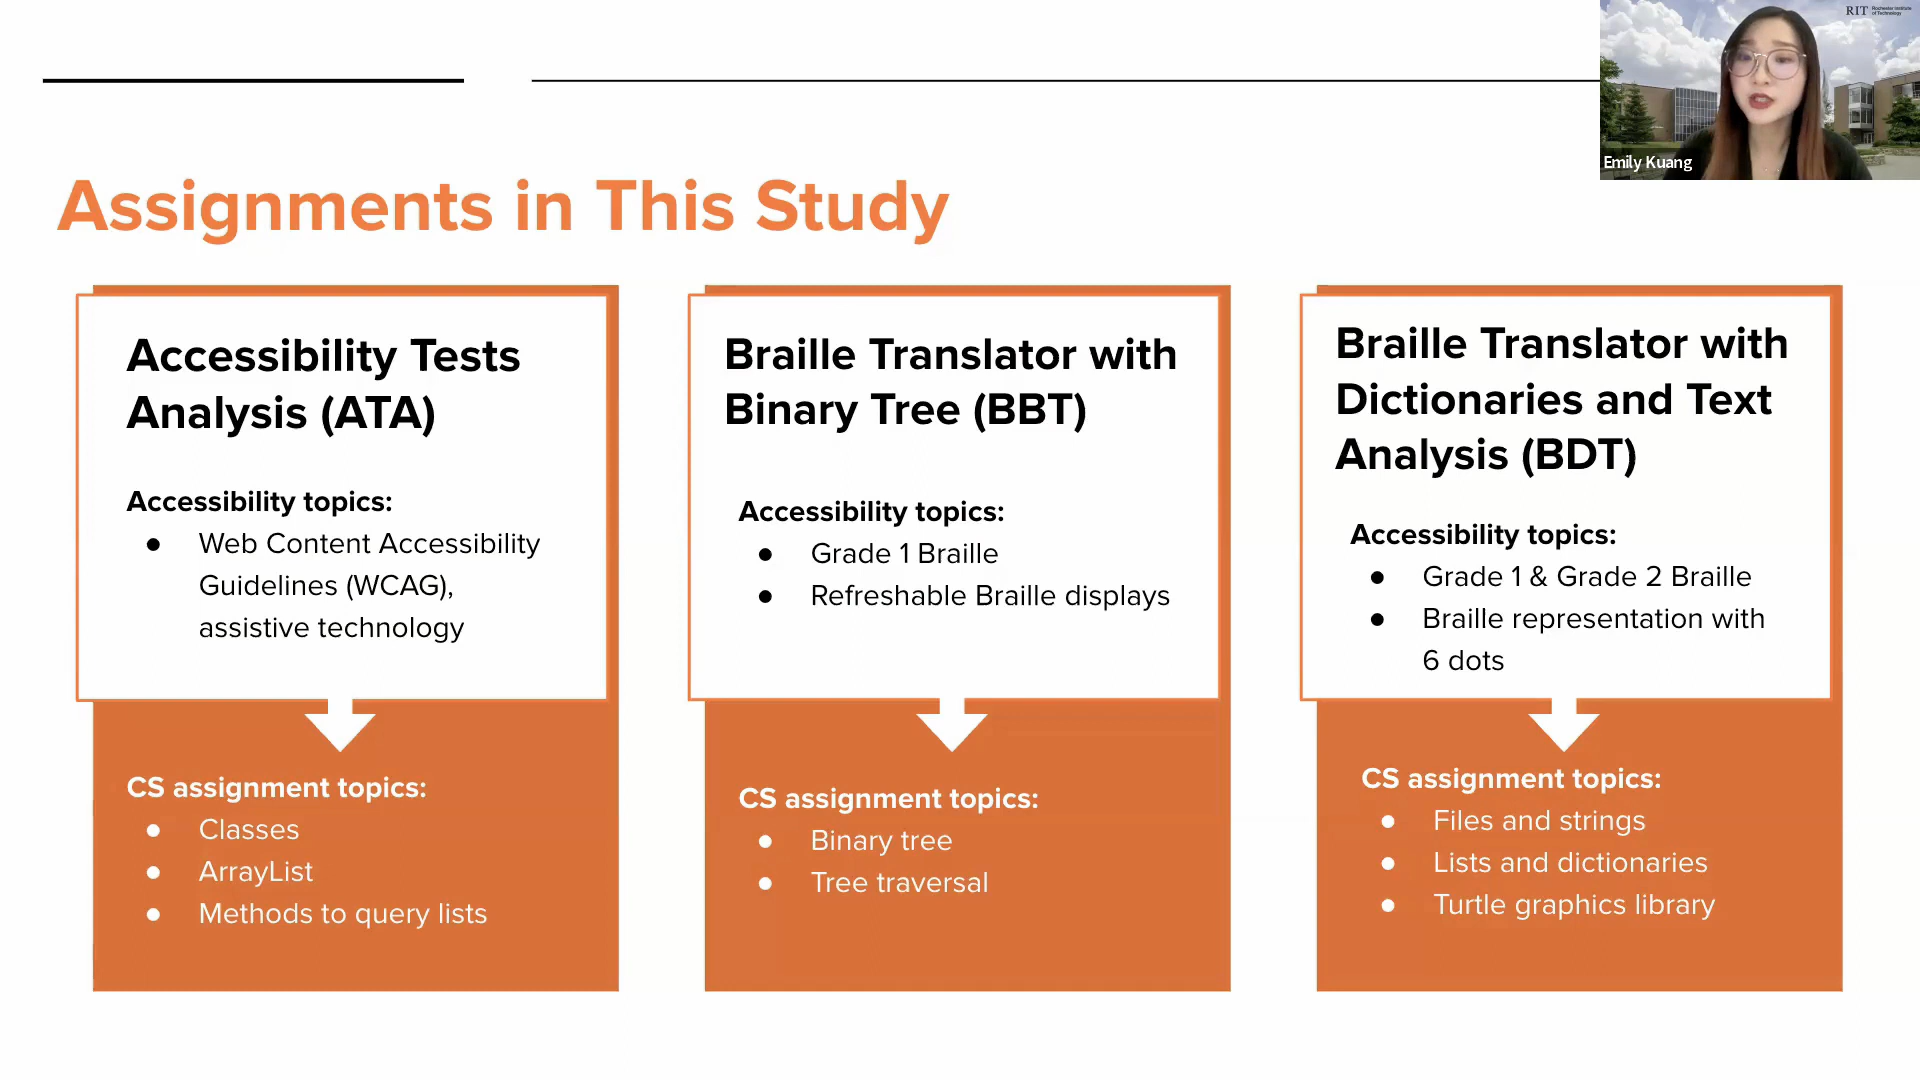 RIT Rochester Institute
of Technology
Emily Kuang
Assignments in This Study
Accessibility Tests
Analysis (ATA)
Accessibility topics:
● Web Content Accessibility
Guidelines (WCAG),
assistive technology
CS assignment topics:
● Classes
● ArrayList
● Methods to query lists
Braille Translator with
Binary Tree (BBT)
Accessibility topics:
● Grade 1 Braille
● Refreshable Braille displays
CS assignment topics:
● Binary tree
● Tree traversal
Braille Translator with
Dictionaries and Text
Analysis (BDT)
Accessibility topics:
● Grade 1 & Grade 2 Braille
● Braille representation with
6 dots
CS assignment topics:
● Files and strings
● Lists and dictionaries
● Turtle graphics library